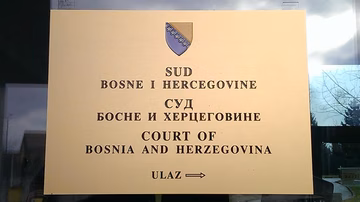 SUD
BOSNE I HERCEGOVINE
СУД
БОСНЕ И ХЕРЦЕГОВИНЕ
COURT OF
BOSNIA AND HERZEGOVINA
ULAZ ⇨